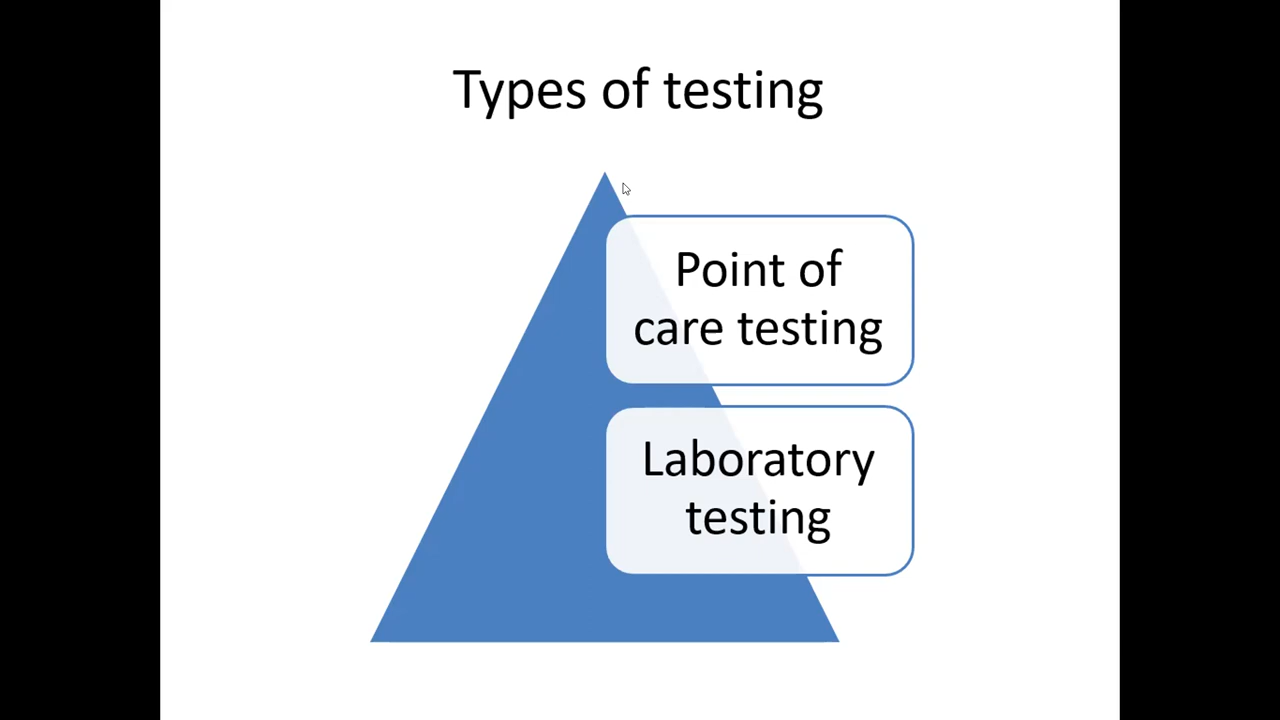 Types of testing
Point of
care testing
Laboratory
testing